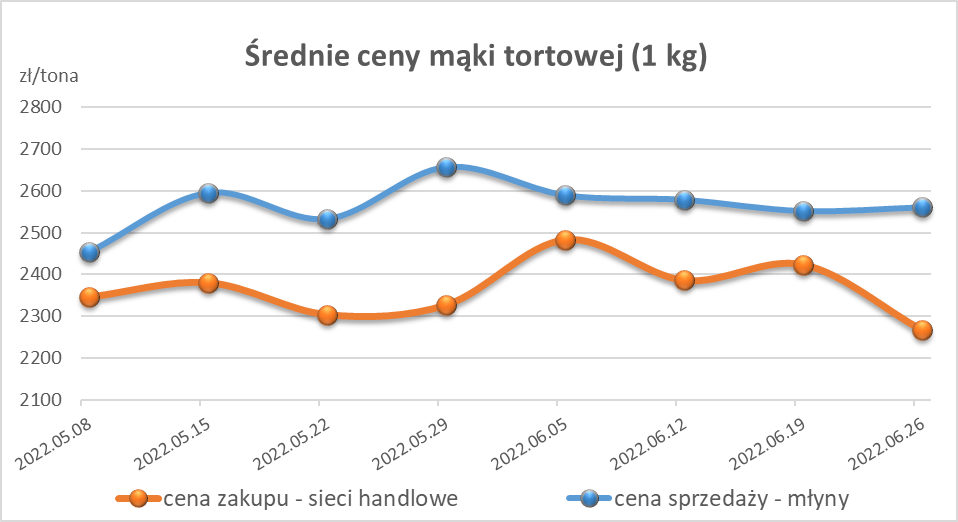 Średnie ceny mąki tortowej (1 kg)
zł/tona
2800
2700
2600
2500
2400
2300
2200
2100
2022.05.08 2022.05.15 2022.05.22 2022.05.29 2022.06.05 2022.06.12 2022.06.19 2022.06.26
cena zakupu - sieci handlowe cena sprzedaży - młyny